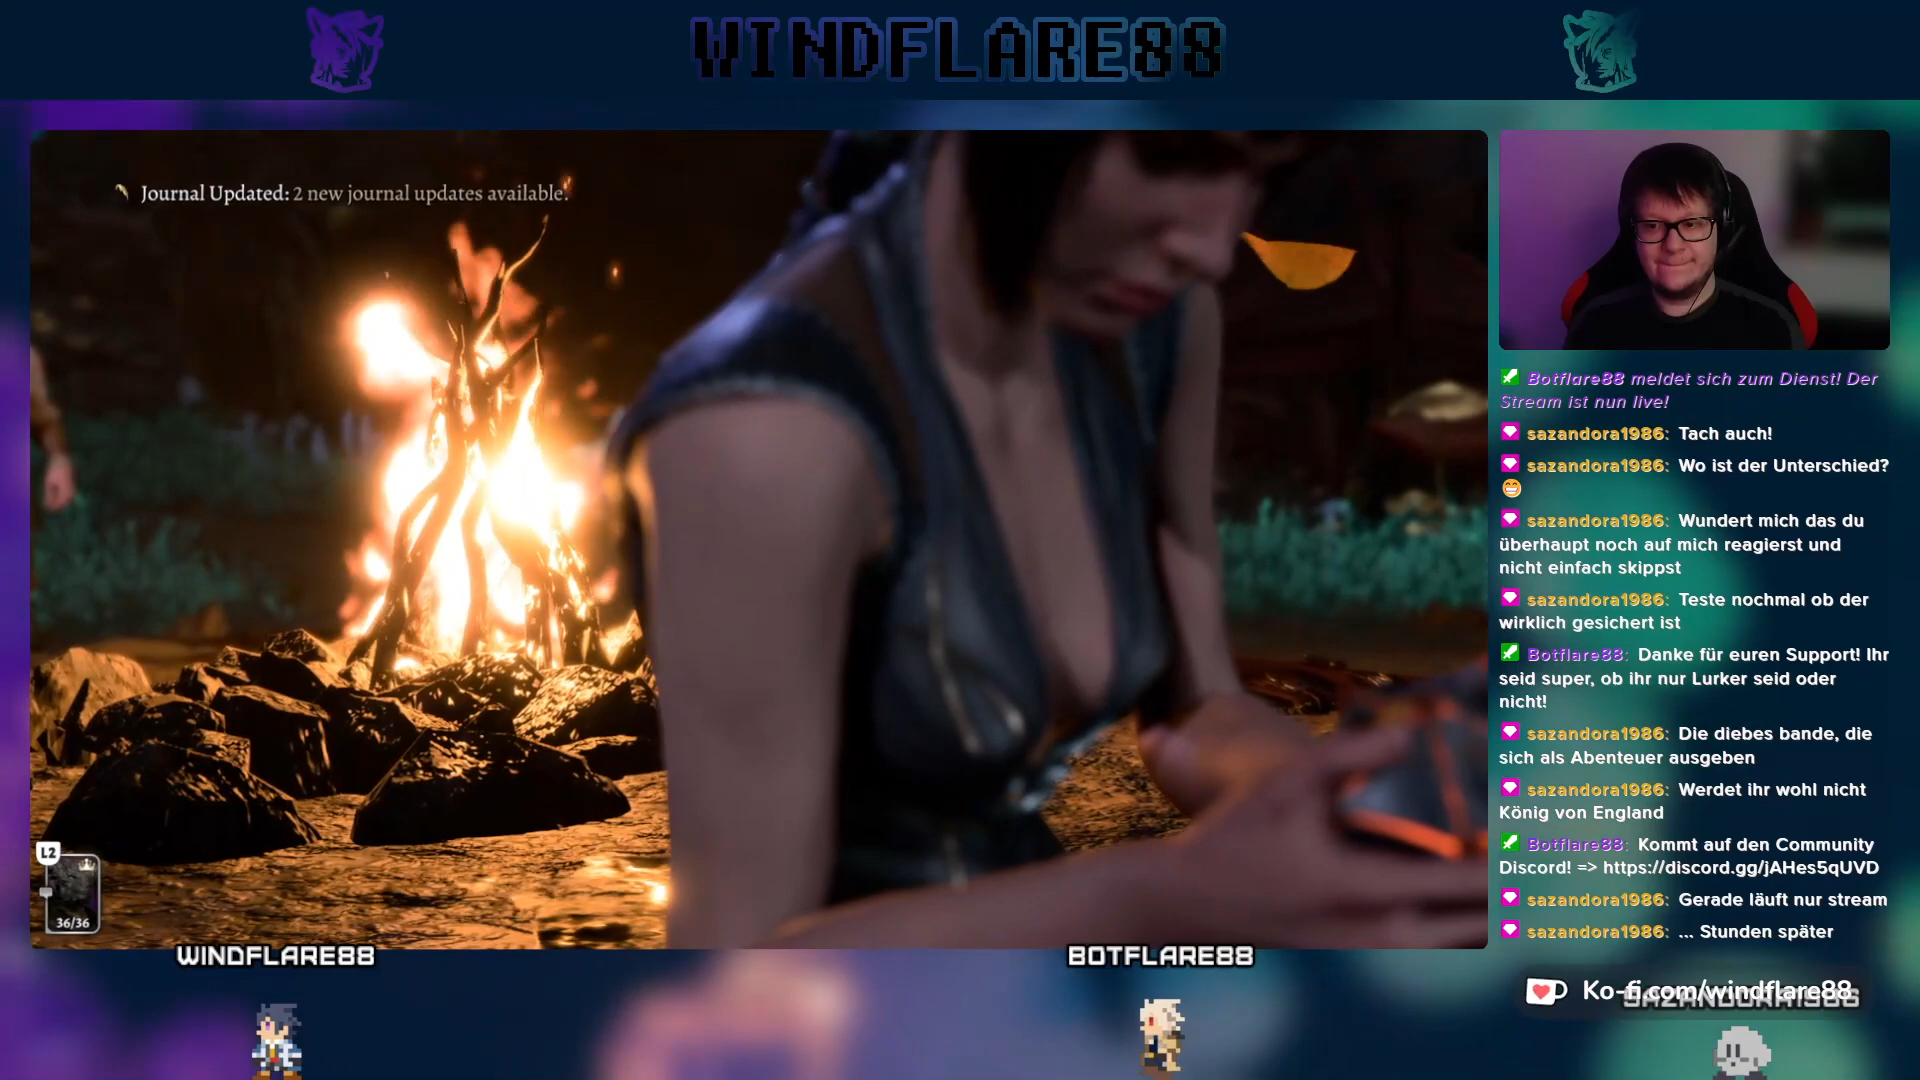 WINDFLARE88
Journal Updated: 2 new journal updates available.
L2
36/36
Botflare88 meldet sich zum Dienst! Der
Stream ist nun live!
sazandora1986: Tach auch!
sazandora1986: Wo ist der Unterschied?
😁
sazandora1986: Wundert mich das du
überhaupt noch auf mich reagierst und
nicht einfach skippst
sazandora1986: Teste nochmal ob der
wirklich gesichert ist
Botflare88: Danke für euren Support! Ihr
seid super, ob ihr nur Lurker seid oder
nicht!
sazandora1986: Die diebes bande, die
sich als Abenteuer ausgeben
sazandora1986: Werdet ihr wohl nicht
König von England
Botflare88: Kommt auf den Community
Discord! => https://discord.gg/jAHes5qUVD
sazandora1986: Gerade läuft nur stream
sazandora1986: ... Stunden später
WINDFLARE88
BOTFLARE88
Ko-fi.com/windflare88
SAZANDORA1986